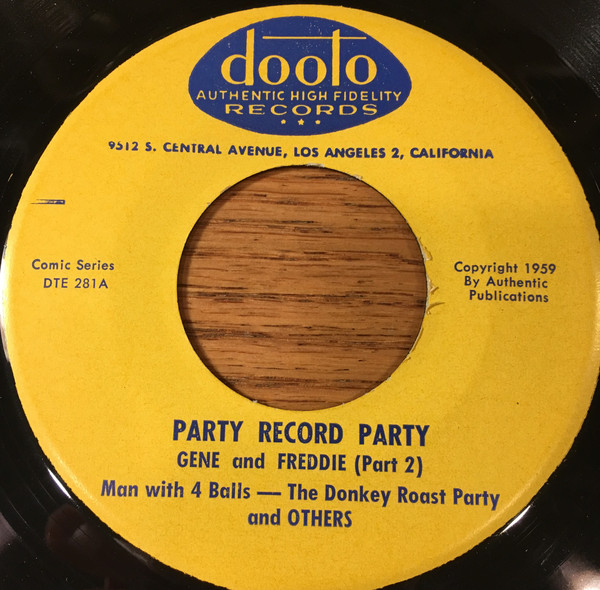 dooto
AUTHENTIC HIGH FIDELITY
RECORDS
9512 S. CENTRAL AVENUE, LOS ANGELES 2, CALIFORNIA
Comic Series
DTE 281A
Copyright 1959
By Authentic
Publications
PARTY RECORD PARTY
GENE and FREDDIE (Part 2)
Man with 4 Balls — The Donkey Roast Party
and OTHERS